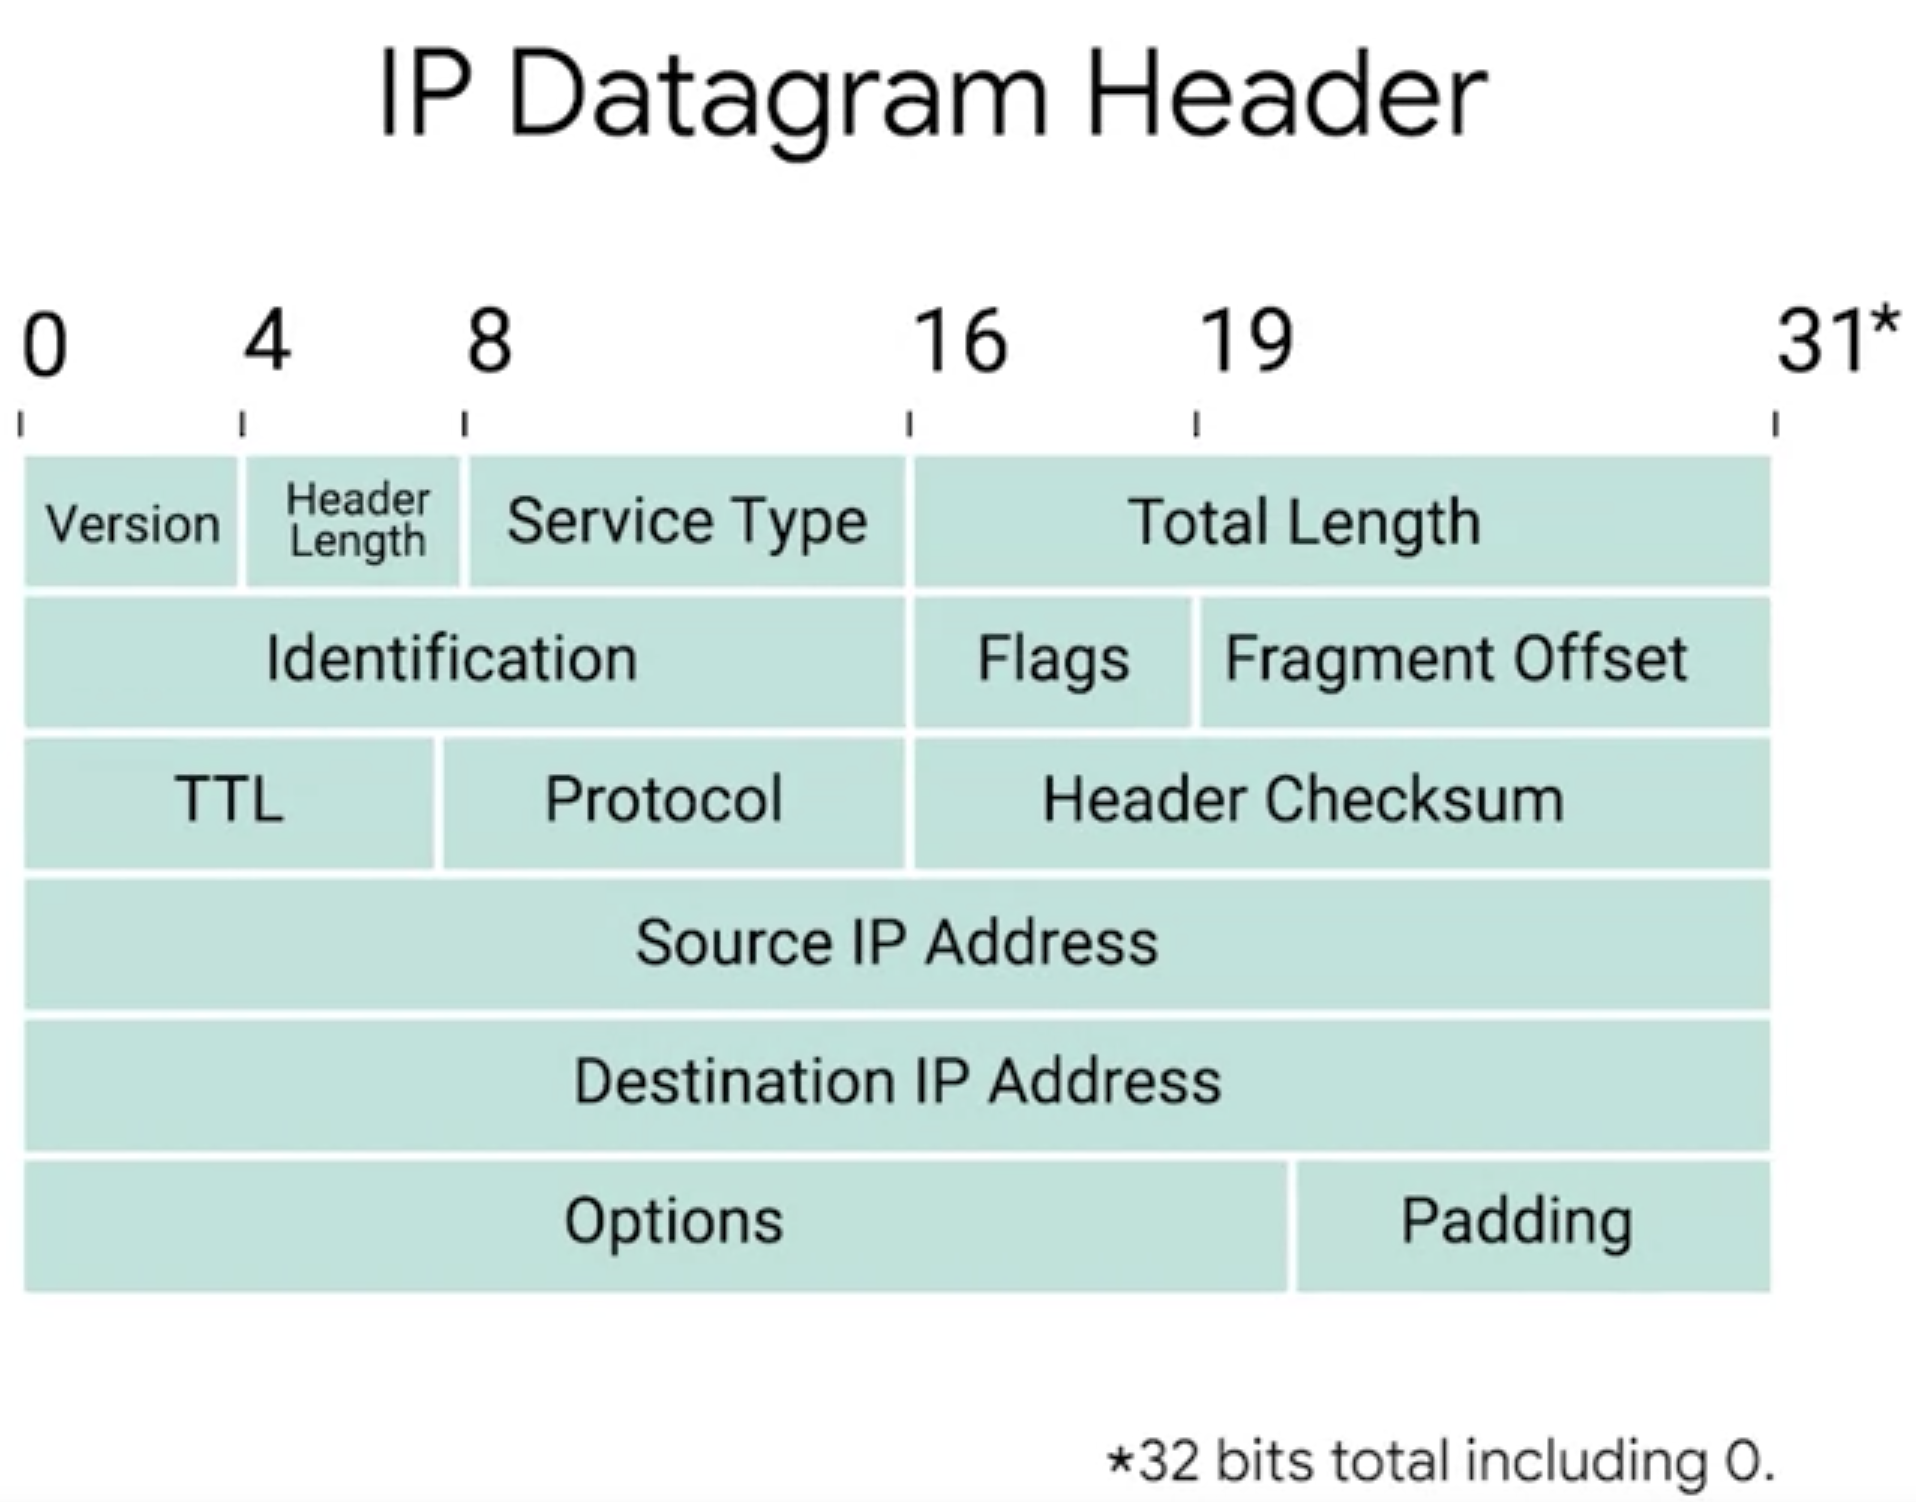 IP Datagram Header
0 4 8 16 19 31*
Version Header Length Service Type Total Length
Identification Flags Fragment Offset
TTL Protocol Header Checksum
Source IP Address
Destination IP Address
Options Padding
*32 bits total including 0.